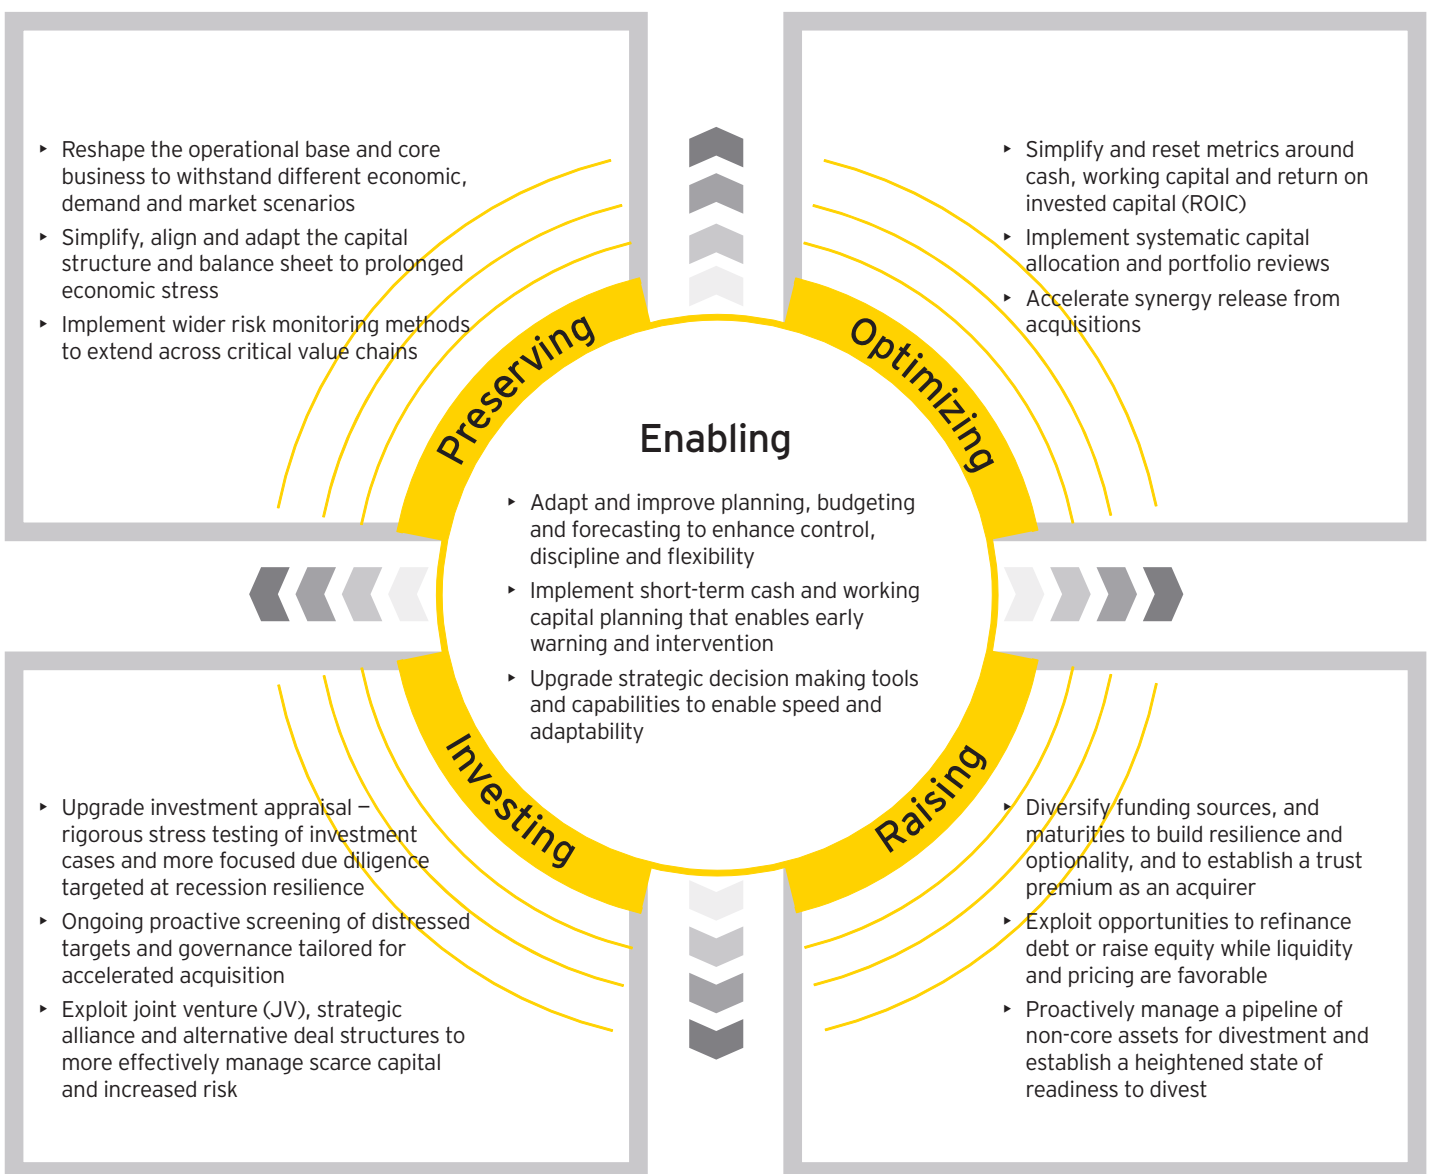 ‣ Reshape the operational base and core
business to withstand different economic,
demand and market scenarios
‣ Simplify, align and adapt the capital
structure and balance sheet to prolonged
economic stress
‣ Implement wider risk monitoring methods
to extend across critical value chains
Preserving
‣ Simplify and reset metrics around
cash, working capital and return on
invested capital (ROIC)
‣ Implement systematic capital
allocation and portfolio reviews
‣ Accelerate synergy release from
acquisitions
Optimizing
Enabling
‣ Adapt and improve planning, budgeting
and forecasting to enhance control,
discipline and flexibility
‣ Implement short-term cash and working
capital planning that enables early
warning and intervention
‣ Upgrade strategic decision making tools
and capabilities to enable speed and
adaptability
Investing
‣ Upgrade investment appraisal –
rigorous stress testing of investment
cases and more focused due diligence
targeted at recession resilience
‣ Ongoing proactive screening of distressed
targets and governance tailored for
accelerated acquisition
‣ Exploit joint venture (JV), strategic
alliance and alternative deal structures to
more effectively manage scarce capital
and increased risk
Raising
‣ Diversify funding sources, and
maturities to build resilience and
optionality, and to establish a trust
premium as an acquirer
‣ Exploit opportunities to refinance
debt or raise equity while liquidity
and pricing are favorable
‣ Proactively manage a pipeline of
non-core assets for divestment and
establish a heightened state of
readiness to divest